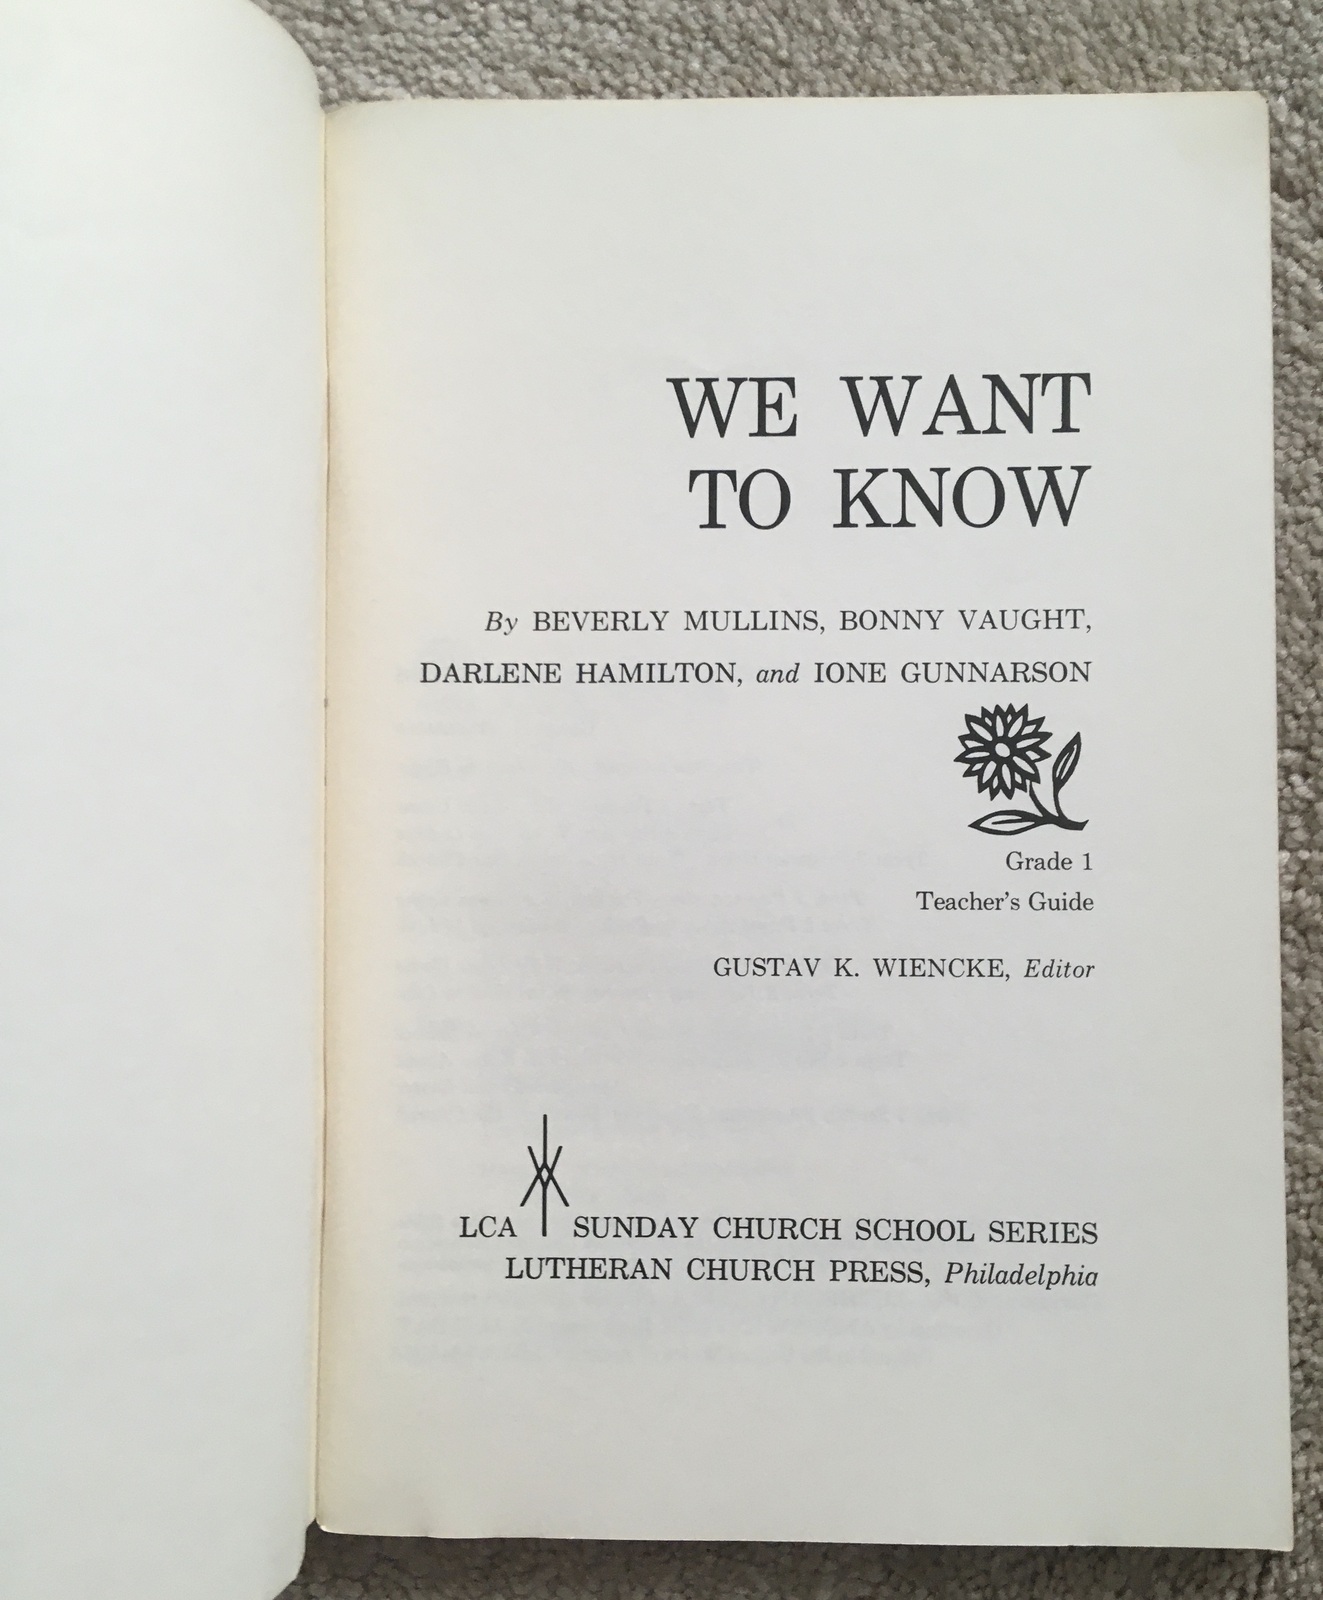 WE WANT
TO KNOW
By BEVERLY MULLINS, BONNY VAUGHT,
DARLENE HAMILTON, and IONE GUNNARSON
Grade 1
Teacher's Guide
GUSTAV K. WIENCKE, Editor
LCA SUNDAY CHURCH SCHOOL SERIES
LUTHERAN CHURCH PRESS, Philadelphia